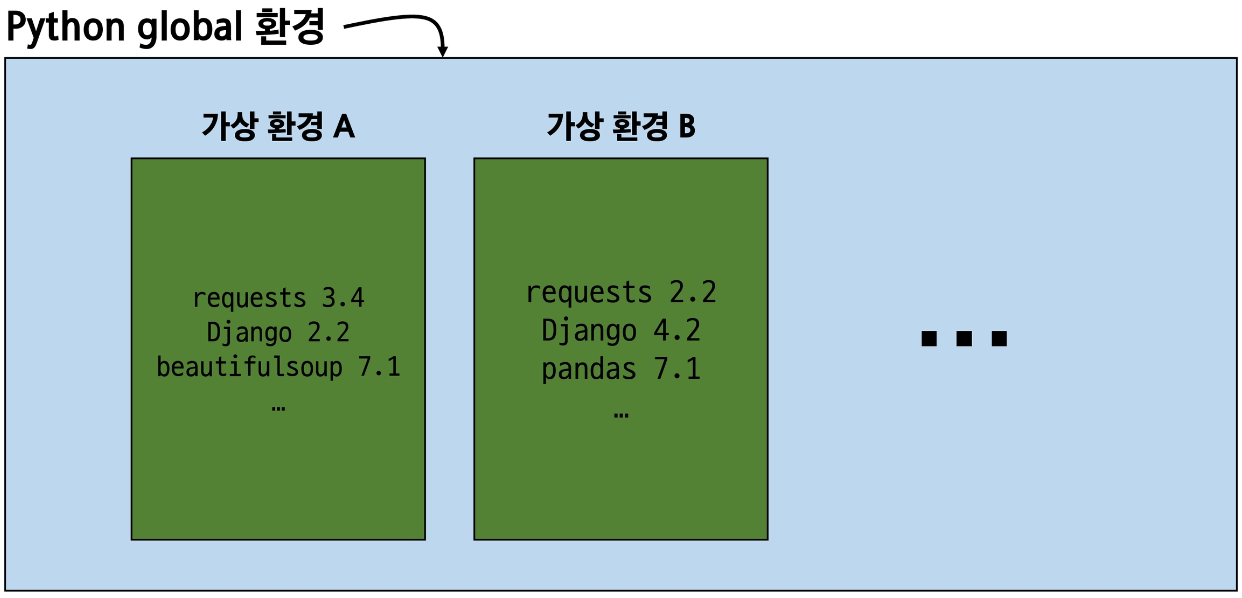 Python global 환경
가상 환경 A
가상 환경 B
requests 3.4
Django 2.2
beautifulsoup 7.1
…
requests 2.2
Django 4.2
pandas 7.1
…
...